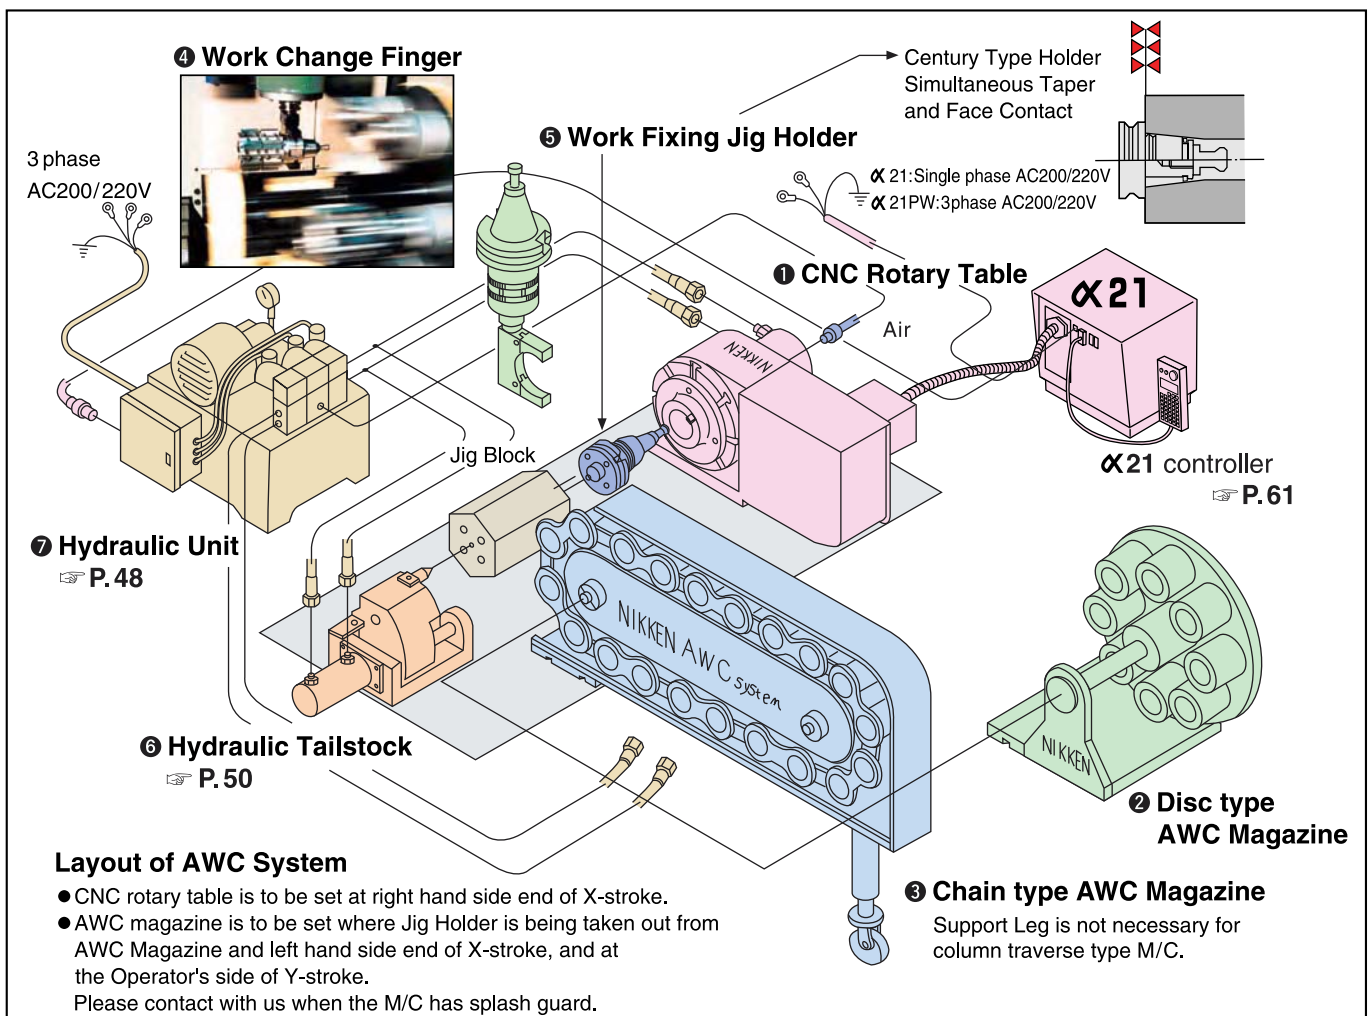 ❹ Work Change Finger
Century Type Holder
Simultaneous Taper
and Face Contact
❺ Work Fixing Jig Holder
3 phase
AC200/220V
α 21:Single phase AC200/220V
α 21PW:3phase AC200/220V
❶ CNC Rotary Table
α21
Air
NIKKEN
Jig Block
α21 controller
☞ P. 61
❼ Hydraulic Unit
☞ P. 48
NIKKEN AWC system
NIKKEN
❻ Hydraulic Tailstock
☞ P. 50
❷ Disc type
AWC Magazine
❸ Chain type AWC Magazine
Support Leg is not necessary for
column traverse type M/C.
Layout of AWC System
● CNC rotary table is to be set at right hand side end of X-stroke.
● AWC magazine is to be set where Jig Holder is being taken out from
AWC Magazine and left hand side end of X-stroke, and at
the Operator's side of Y-stroke.
Please contact with us when the M/C has splash guard.